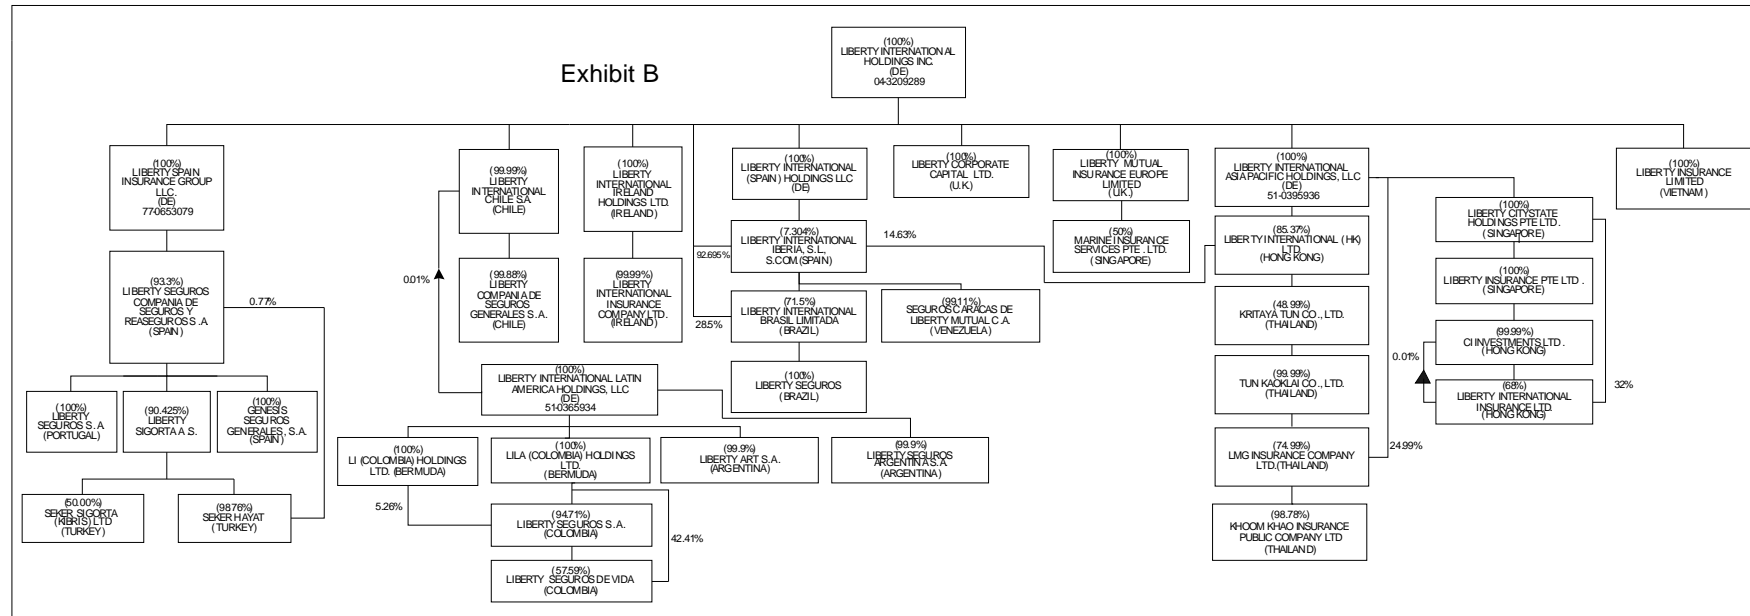 Exhibit B
(100%)
LIBERTY INTERNATIONAL
HOLDINGS INC.
(DE)
04-3209289
(100%)
LIBERTY SPAIN
INSURANCE GROUP
LLC.
(DE)
77-0653079
(99.99%)
LIBERTY
INTERNATIONAL
CHILE S.A.
(CHILE)
(100%)
LIBERTY
INTERNATIONAL
IRELAND
HOLDINGS LTD.
(IRELAND)
(100%)
LIBERTY INTERNATIONAL
(SPAIN) HOLDINGS LLC
(DE)
(100%)
LIBERTY CORPORATE
CAPITAL LTD.
(U.K.)
(100%)
LIBERTY MUTUAL
INSURANCE EUROPE
LIMITED
(U.K.)
(100%)
LIBERTY INTERNATIONAL
ASIA PACIFIC HOLDINGS, LLC
(DE)
51-0395936
(100%)
LIBERTY INSURANCE
LIMITED
(VIETNAM)
(100%)
LIBERTY CITYSTATE
HOLDINGS PTE LTD.
(SINGAPORE)
(93.3%)
LIBERTY SEGUROS
COMPANIA DE
SEGUROS Y
REASEGUROS S.A
(SPAIN)
0.77%
0.01%
(99.88%)
LIBERTY
COMPANIA DE
SEGUROS
GENERALES S.A.
(CHILE)
(99.99%)
LIBERTY
INTERNATIONAL
INSURANCE
COMPANY LTD.
(IRELAND)
92.695%
(7.304%)
LIBERTY INTERNATIONAL
IBERIA, S.L.,
S.COM.(SPAIN)
14.63%
(50%)
MARINE INSURANCE
SERVICES PTE. LTD.
(SINGAPORE)
(85.37%)
LIBERTY INTERNATIONAL (HK)
LTD.
(HONG KONG)
(100%)
LIBERTY INSURANCE PTE LTD.
(SINGAPORE)
28.5%
(71.5%)
LIBERTY INTERNATIONAL
BRASIL LIMITADA
(BRAZIL)
(99.11%)
SEGUROS CARACAS DE
LIBERTY MUTUAL C.A.
(VENEZUELA)
(48.99%)
KRITAYA TUN CO., LTD.
(THAILAND)
(99.99%)
CI INVESTMENTS LTD.
(HONG KONG)
0.01%
32%
(100%)
LIBERTY INTERNATIONAL LATIN
AMERICA HOLDINGS, LLC
(DE)
51-0365934
(100%)
LIBERTY SEGUROS
(BRAZIL)
(99.99%)
TUN KAOKLAI CO., LTD.
(THAILAND)
(68%)
LIBERTY INTERNATIONAL
INSURANCE LTD.
(HONG KONG)
(100%)
LIBERTY
SEGUROS S.A.
(PORTUGAL)
(90.425%)
LIBERTY
SIGORTA A.S.
(100%)
GENESIS
SEGUROS
GENERALES, S.A.
(SPAIN)
(100%)
LI (COLOMBIA) HOLDINGS
LTD. (BERMUDA)
(100%)
LILA (COLOMBIA) HOLDINGS
LTD.
(BERMUDA)
(99.9%)
LIBERTY ART S.A.
(ARGENTINA)
(99.9%)
LIBERTY SEGUROS
ARGENTINA S.A.
(ARGENTINA)
(74.99%)
LMG INSURANCE COMPANY
LTD.(THAILAND)
24.99%
(50.00%)
SEKER SIGORTA
(KIBRIS) LTD
(TURKEY)
(98.76%)
SEKER HAYAT
(TURKEY)
5.26%
(94.71%)
LIBERTY SEGUROS S.A.
(COLOMBIA)
42.41%
(98.78%)
KHOOM KHAO INSURANCE
PUBLIC COMPANY LTD
(THAILAND)
(57.59%)
LIBERTY SEGUROS DE VIDA
(COLOMBIA)